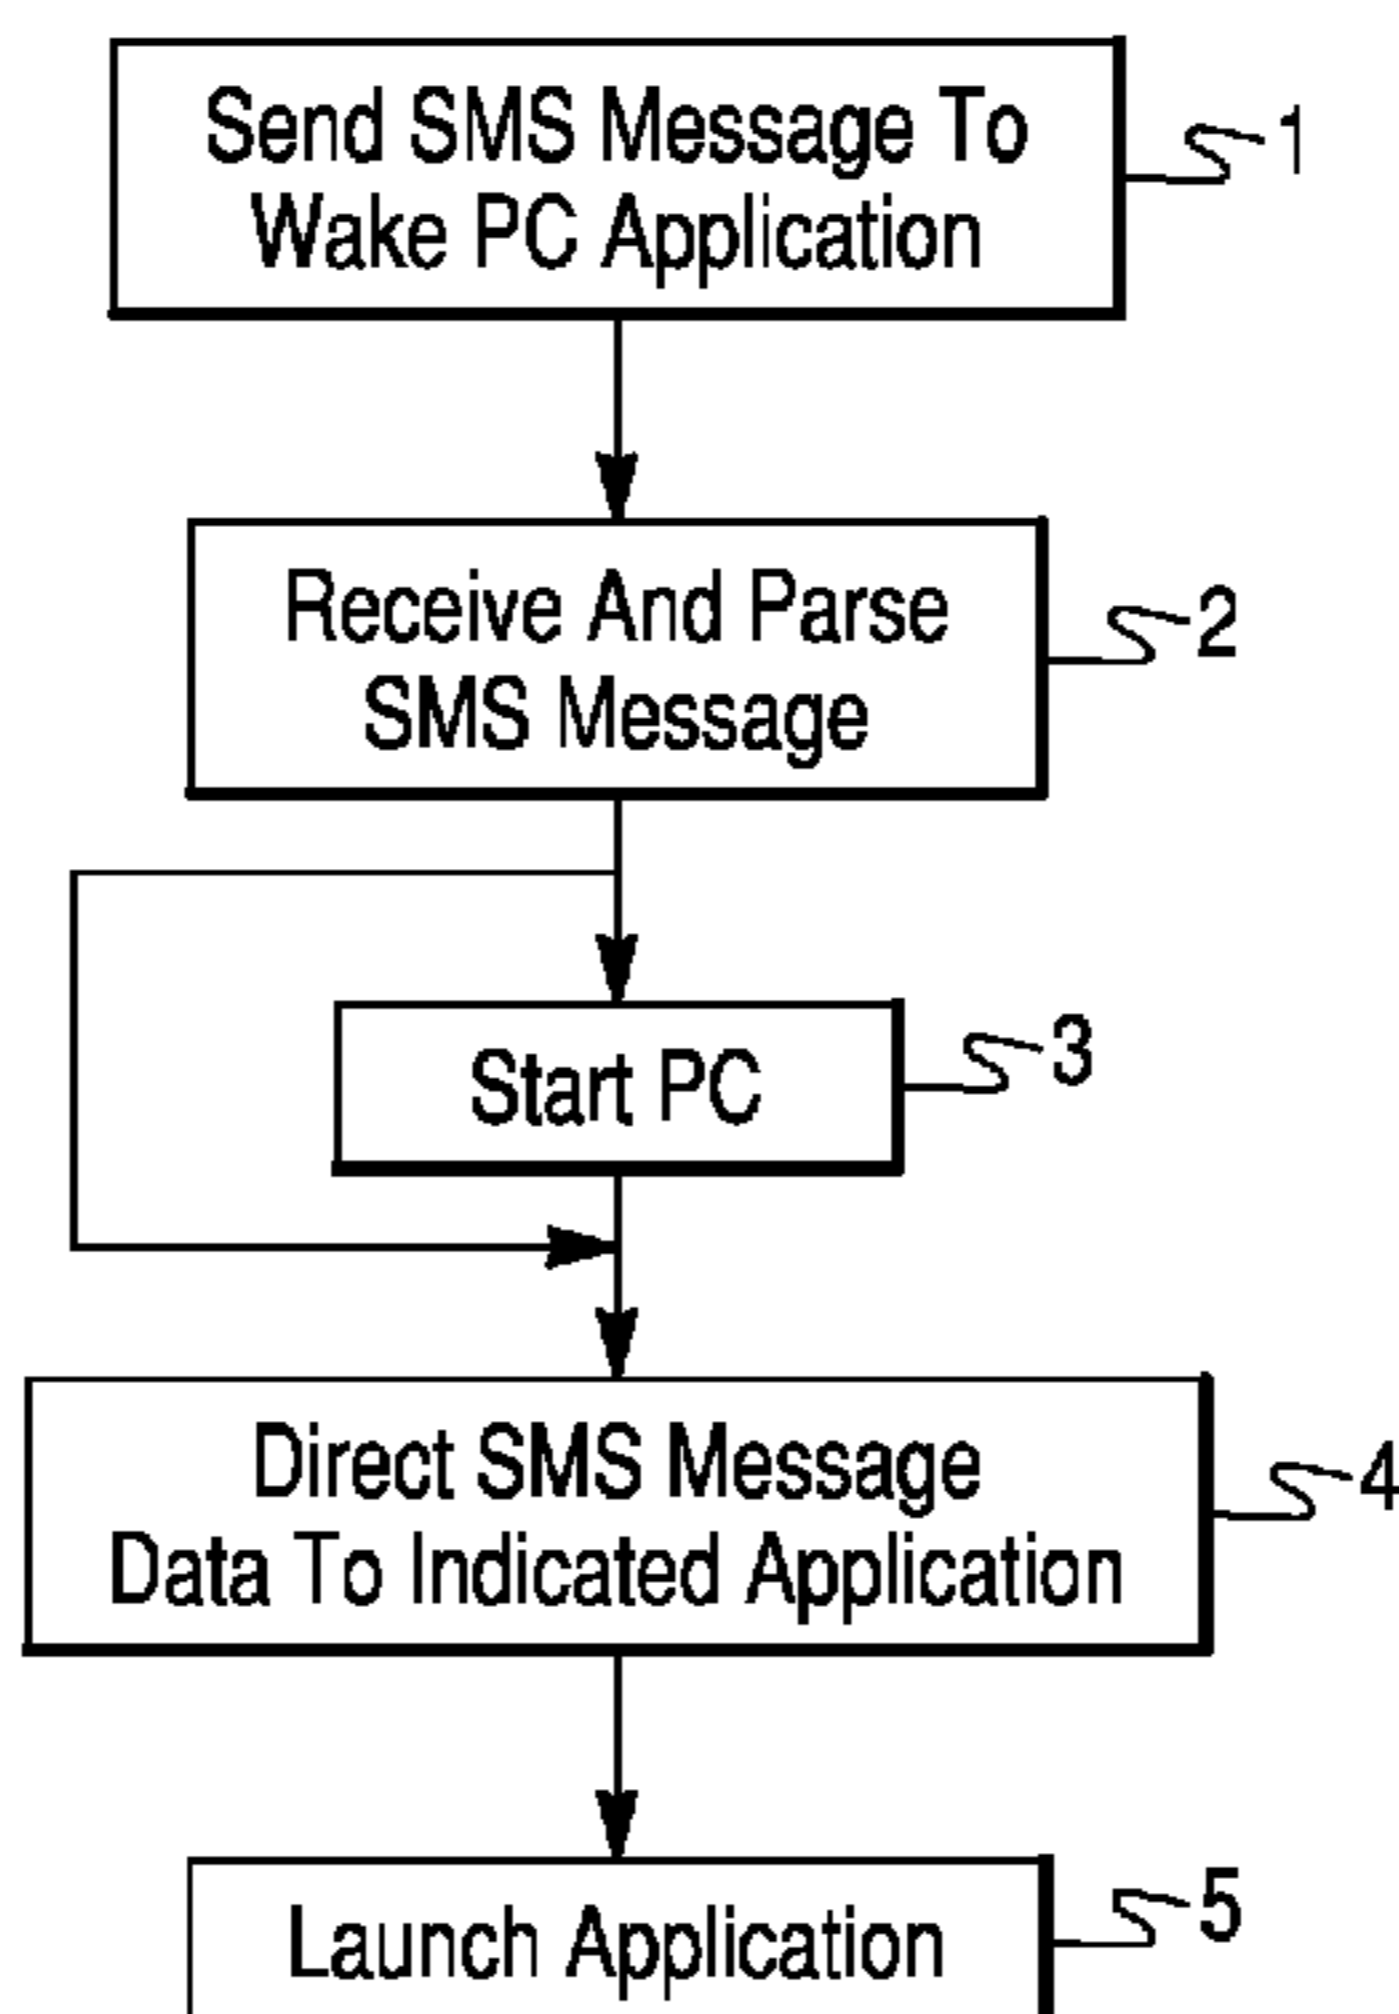 Send SMS Message To
Wake PC Application
1
Receive And Parse
SMS Message
2
Start PC
3
Direct SMS Message
Data To Indicated Application
4
Launch Application
5